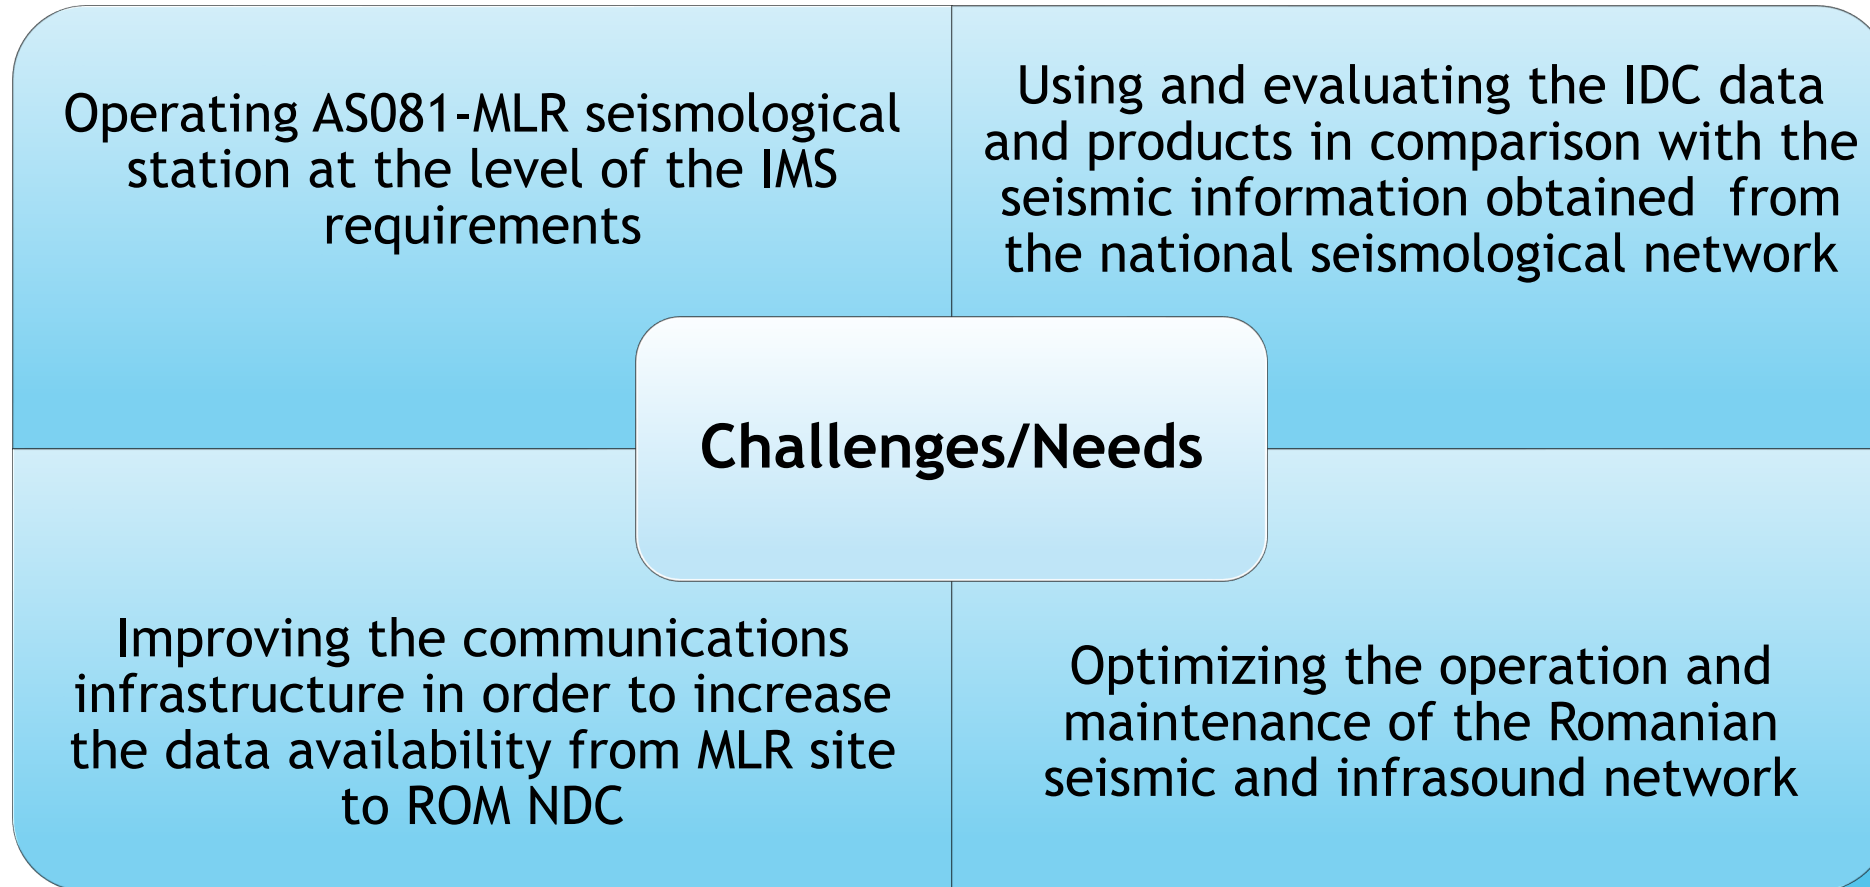 Operating AS081-MLR seismological
station at the level of the IMS
requirements
Using and evaluating the IDC data
and products in comparison with the
seismic information obtained  from
the national seismological network
Challenges/Needs
Improving the communications
infrastructure in order to increase
the data availability from MLR site
to ROM NDC
Optimizing the operation and
maintenance of the Romanian
seismic and infrasound network